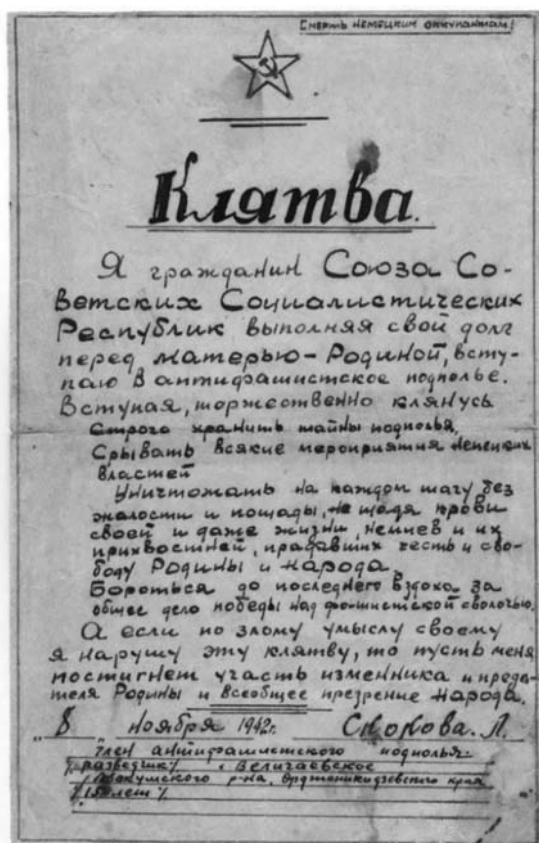 Смерть немецким оккупантам!
Клятва.
Я гражданин Союза Со-
ветских Социалистических
Республик выполняя свой долг
перед матерью-Родиной, всту-
паю в антифашистское подполье.
Вступая, торжественно клянусь
Строго хранить тайны подполья,
Срывать всякие мероприятия немецких
властей
Уничтожать на каждом шагу без
жалости и пощады, не щадя крови
своей и даже жизни, немцев и их
прихвостней, предавших честь и сво-
боду Родины и народа.
Бороться до последнего вздоха за
общее дело победы над фашистской сволочью.
А если по злому умыслу своему
я нарушу эту клятву, то пусть меня
постигнет участь изменника и преда-
теля Родины и всеобщее презрение народа.
"8" ноября 1942г. Скокова. Л.
Член антифашистского подполья
разведчик Величаевское
р-на, Орджоникидзевского края